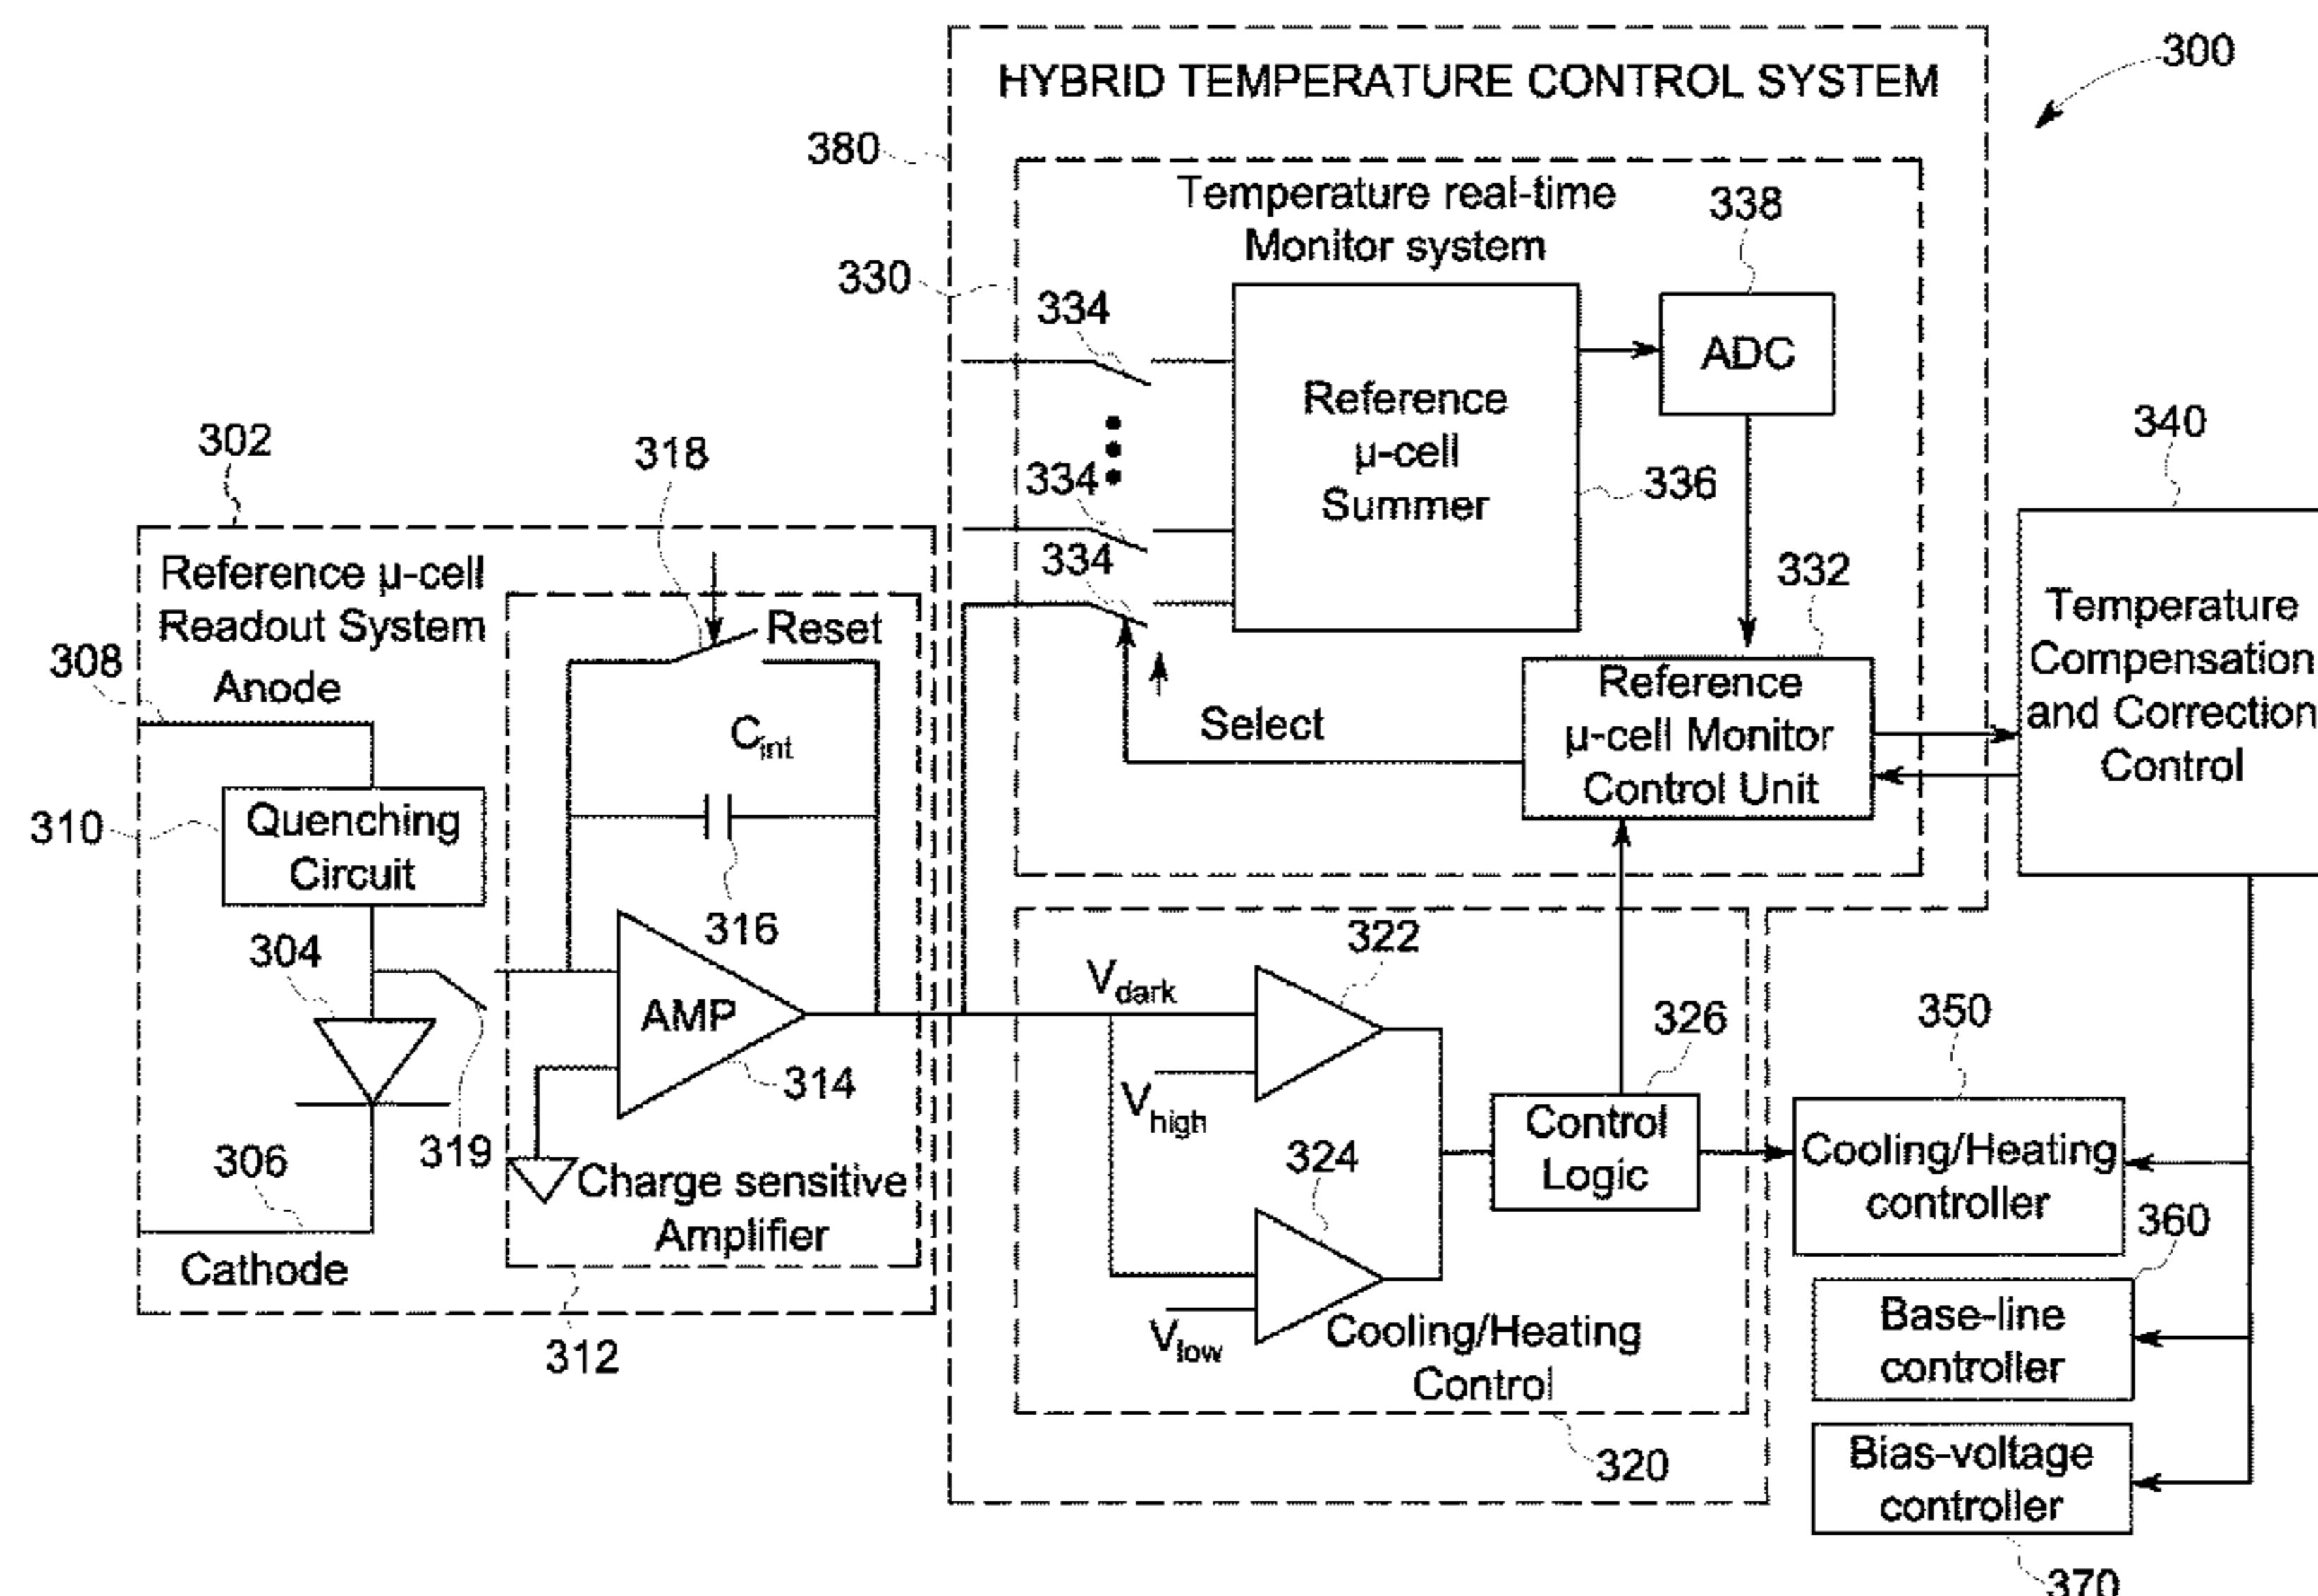 HYBRID TEMPERATURE CONTROL SYSTEM
300
380
Temperature real-time
Monitor system
338
330
334
ADC
Reference
μ-cell
Summer
336
334
334
332
340
Temperature
Compensation
and Correction
Control
Reference
μ-cell Monitor
Control Unit
Select
302
318
Reference μ-cell
Readout System
308
Anode
Reset
Cint
310
Quenching
Circuit
316
304
AMP
314
319
306
Cathode
Charge sensitive
Amplifier
312
322
Vdark
Vhigh
326
Control
Logic
324
Vlow
Cooling/Heating
Control
320
350
Cooling/Heating
controller
360
Base-line
controller
Bias-voltage
controller
370